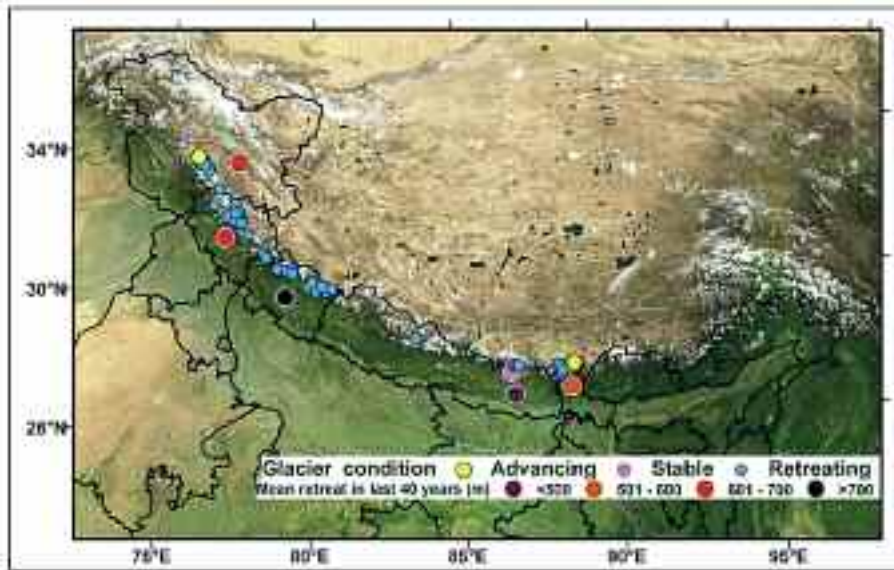 34°N
30°N
26°N
Glacier condition Advancing Stable Retreating
Mean retreat in last 40 years (m) <500 501 - 600 601 - 700 >700
75°E 80°E 85°E 90°E 95°E